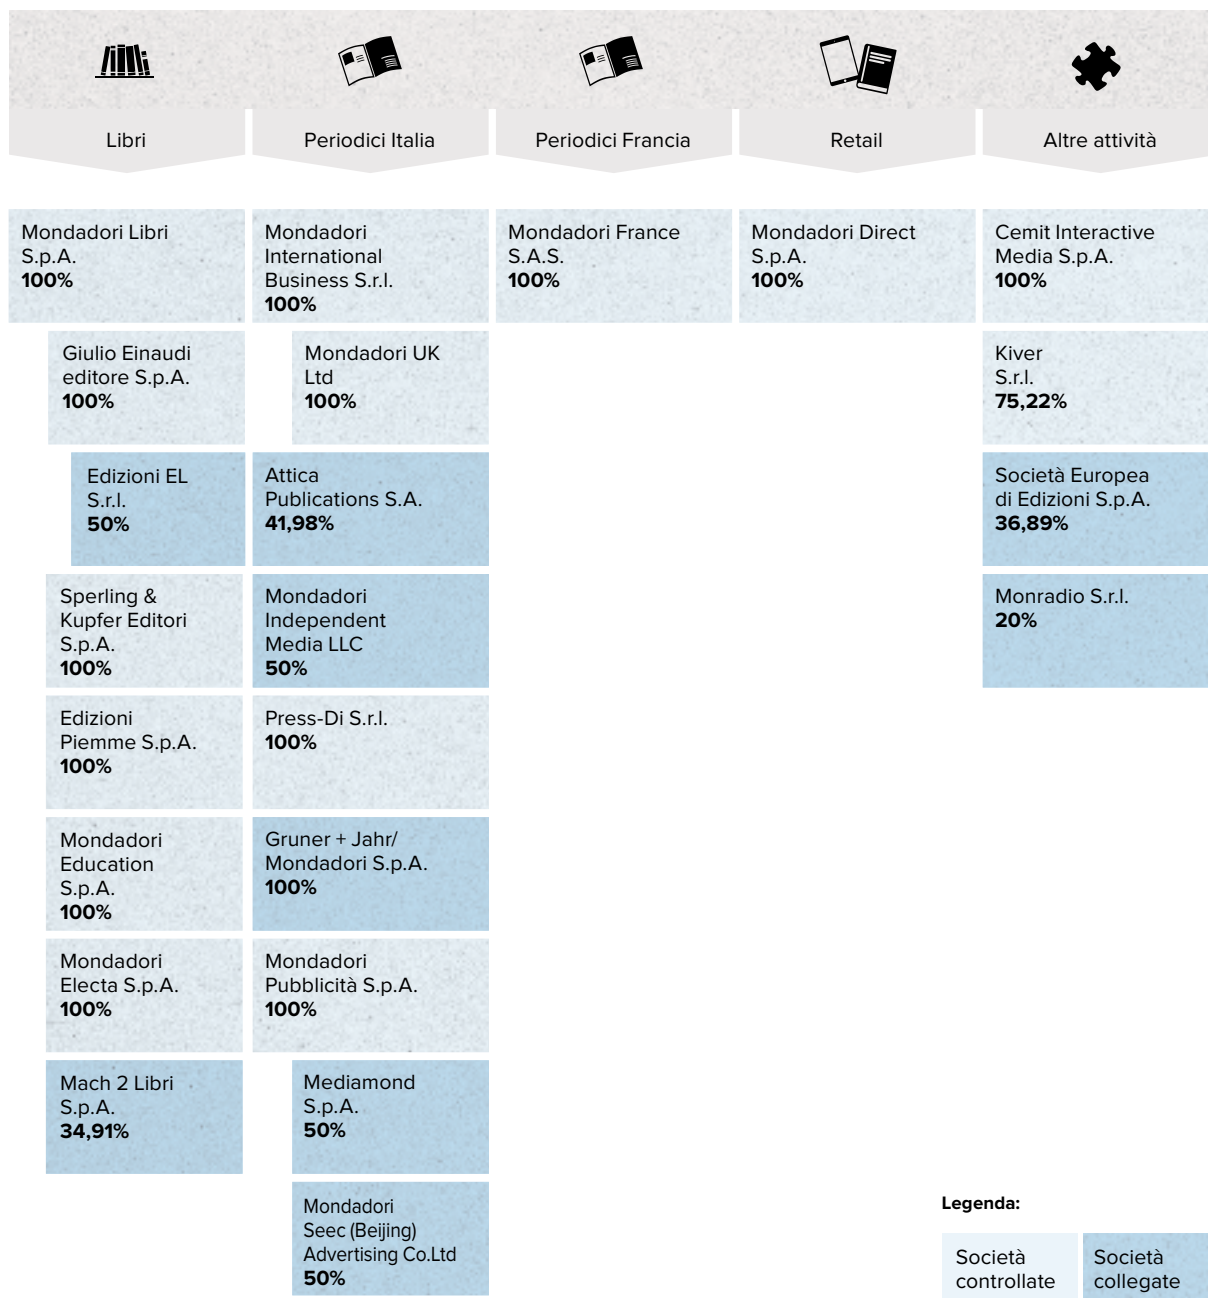 Libri
Periodici Italia
Periodici Francia
Retail
Altre attività
Mondadori Libri
S.p.A.
100%
Giulio Einaudi
editore S.p.A.
100%
Edizioni EL
S.r.l.
50%
Sperling &
Kupfer Editori
S.p.A.
100%
Edizioni
Piemme S.p.A.
100%
Mondadori
Education
S.p.A.
100%
Mondadori
Electa S.p.A.
100%
Mach 2 Libri
S.p.A.
34,91%
Mondadori
International
Business S.r.l.
100%
Mondadori UK
Ltd
100%
Attica
Publications S.A.
41,98%
Mondadori
Independent
Media LLC
50%
Press-Di S.r.l.
100%
Gruner + Jahr/
Mondadori S.p.A.
100%
Mondadori
Pubblicità S.p.A.
100%
Mediamond
S.p.A.
50%
Mondadori
Seec (Beijing)
Advertising Co.Ltd
50%
Mondadori France
S.A.S.
100%
Mondadori Direct
S.p.A.
100%
Cemit Interactive
Media S.p.A.
100%
Kiver
S.r.l.
75,22%
Società Europea
di Edizioni S.p.A.
36,89%
Monradio S.r.l.
20%
Legenda:
Società
controllate
Società
collegate